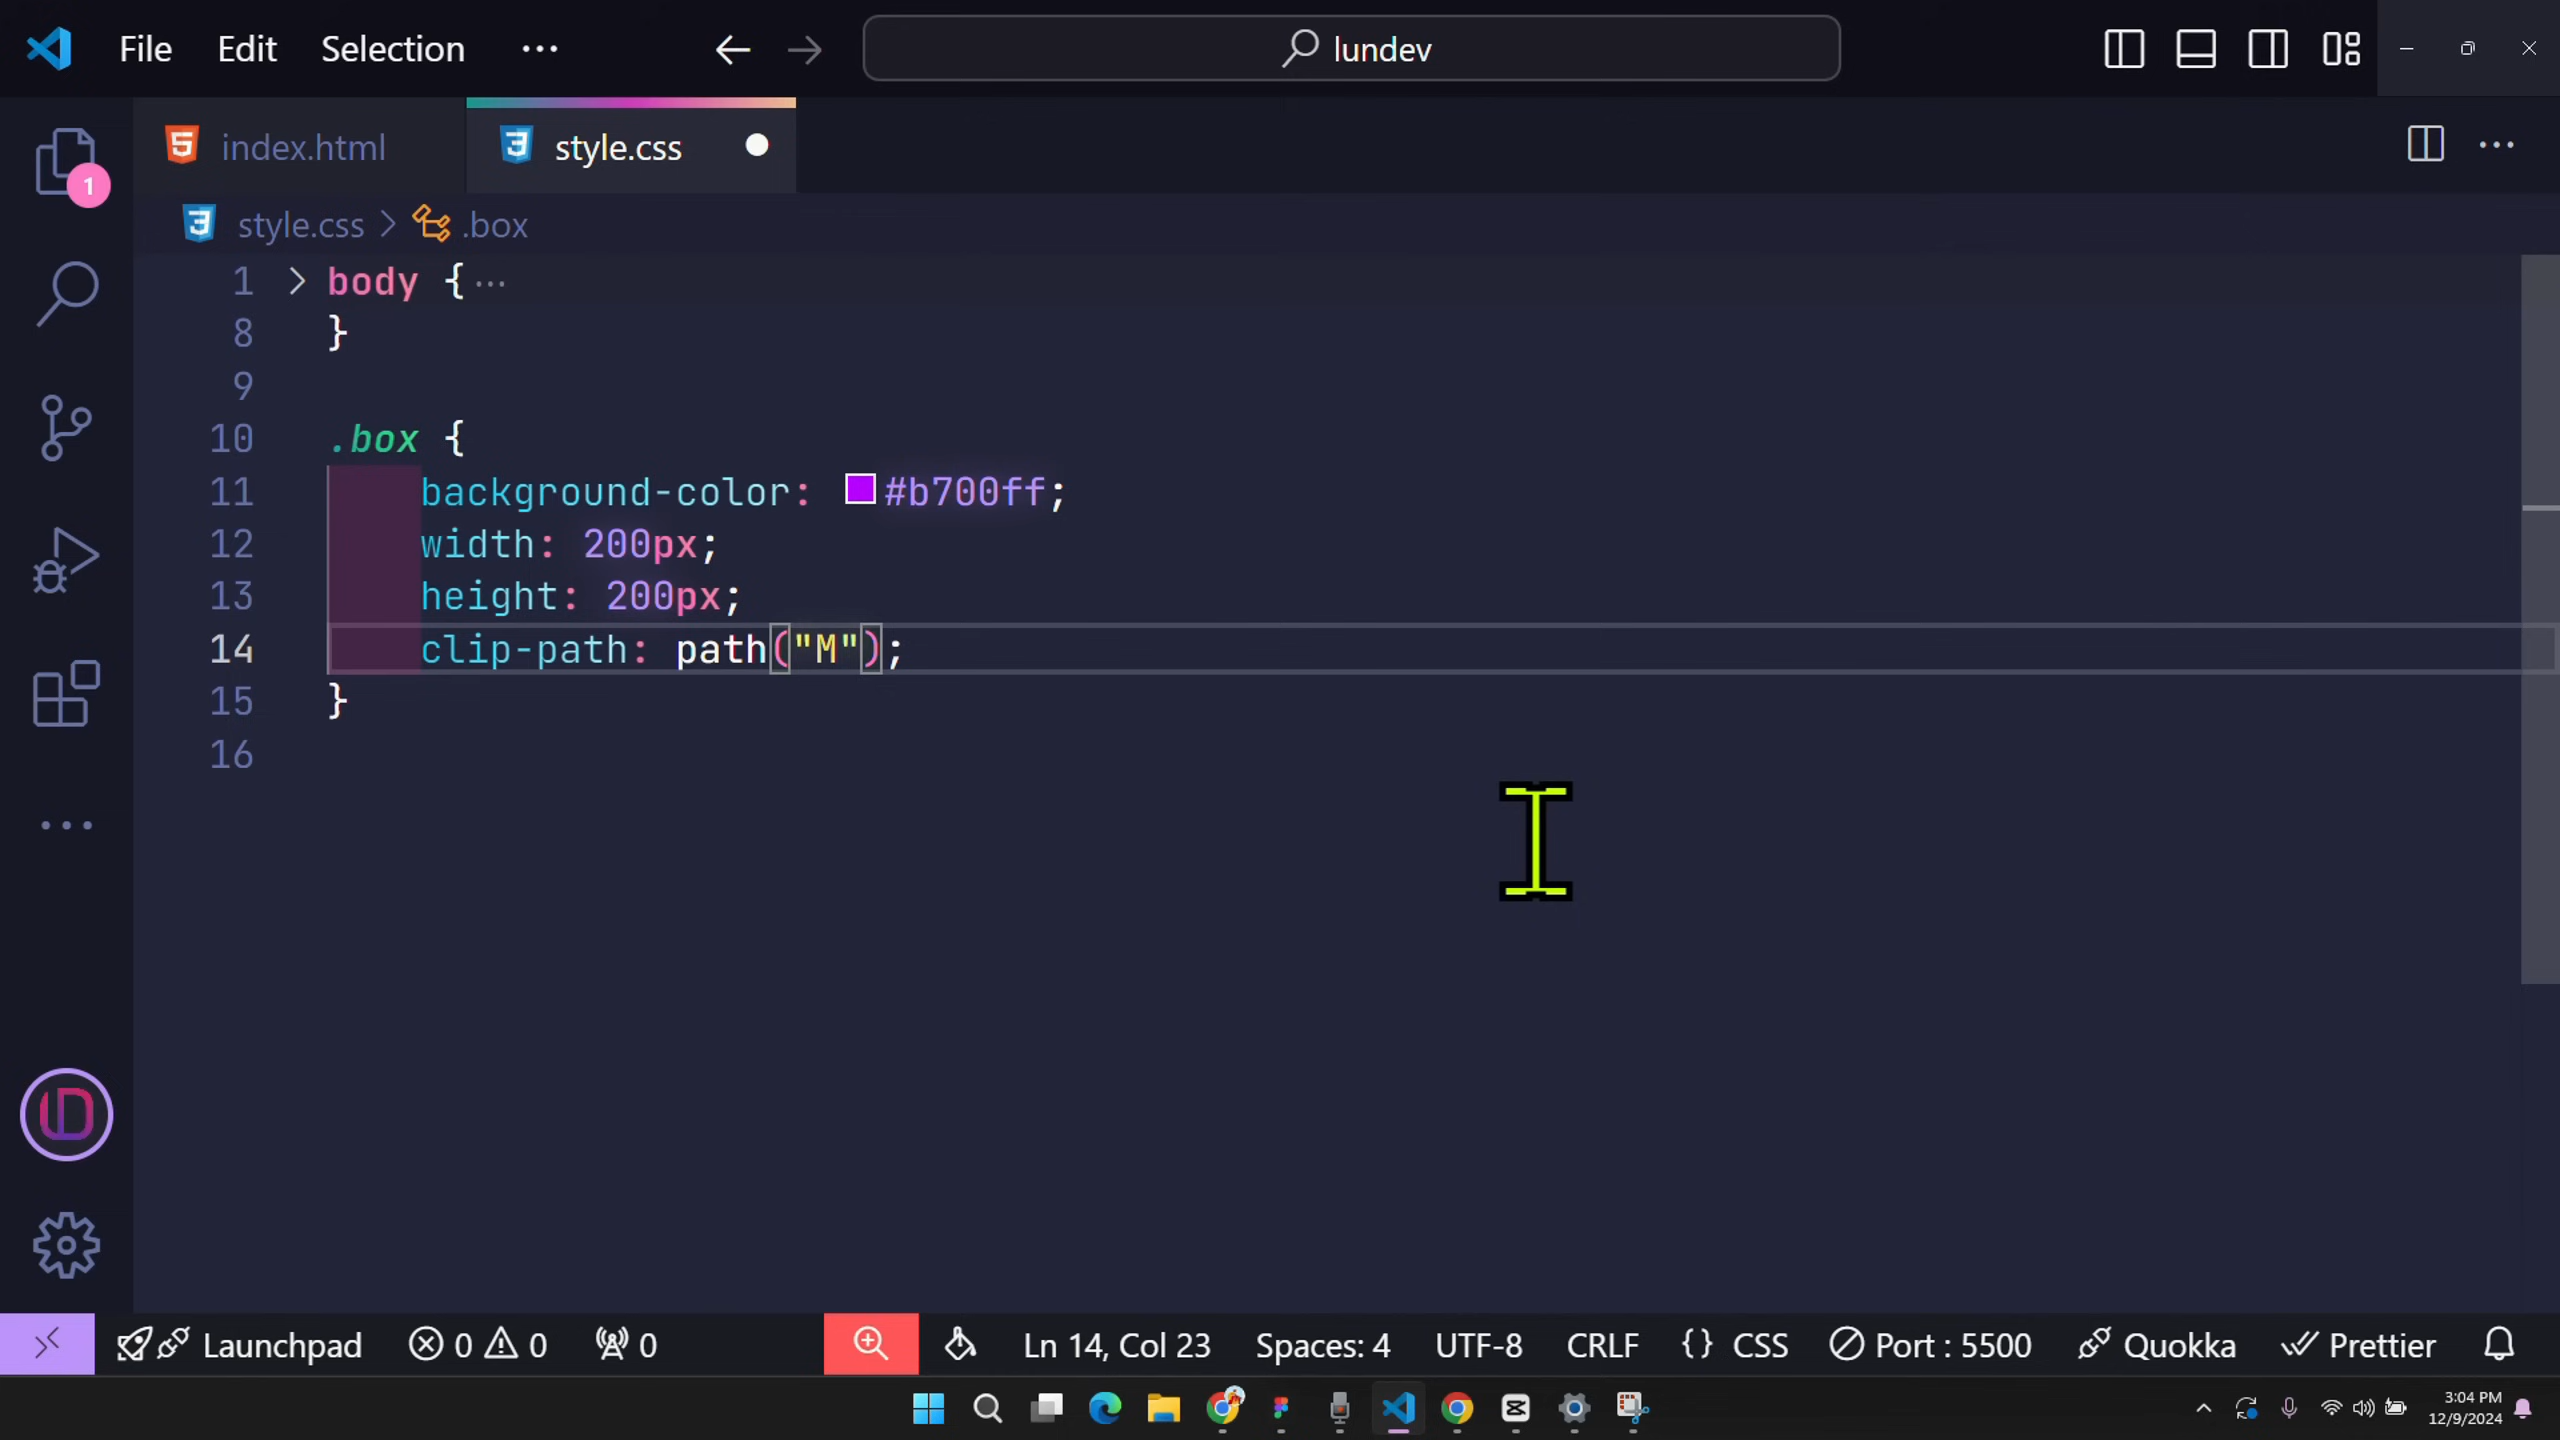 File Edit Selection ··· lundev
index.html style.css
1
style.css > .box
1 body {···
8 }
9
10 .box {
11 background-color: #b700ff;
12 width: 200px;
13 height: 200px;
14 clip-path: path("M");
15 }
16
Launchpad 0 0 0 Ln 14, Col 23 Spaces: 4 UTF-8 CRLF {} CSS Port : 5500 Quokka Prettier
3:04 PM
12/9/2024